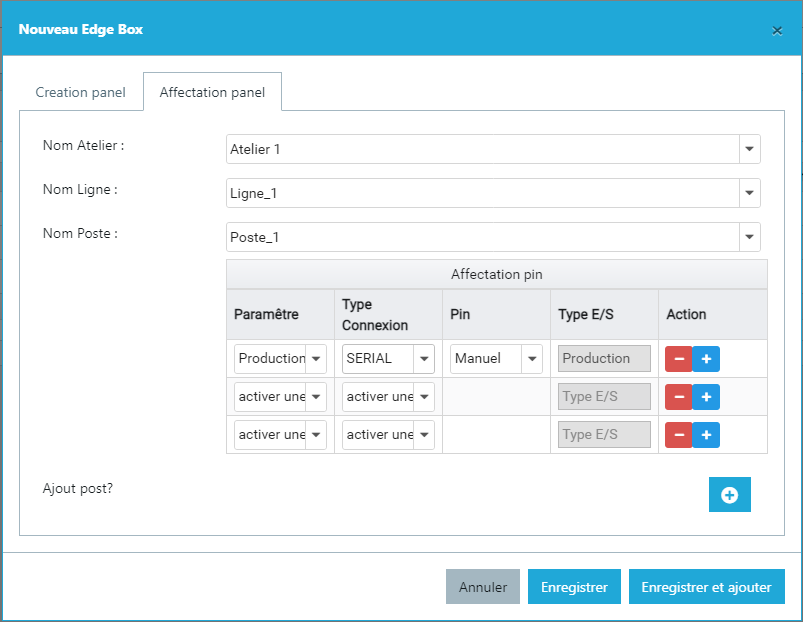 Nouveau Edge Box
×
Creation panel
Affectation panel
Nom Atelier :
Atelier 1
Nom Ligne :
Ligne_1
Nom Poste :
Poste_1
Affectation pin
Paramêtre
Type Connexion
Pin
Type E/S
Action
Production
SERIAL
Manuel
Production
activer une
activer une
Type E/S
activer une
activer une
Type E/S
Ajout post?
Annuler
Enregistrer
Enregistrer et ajouter